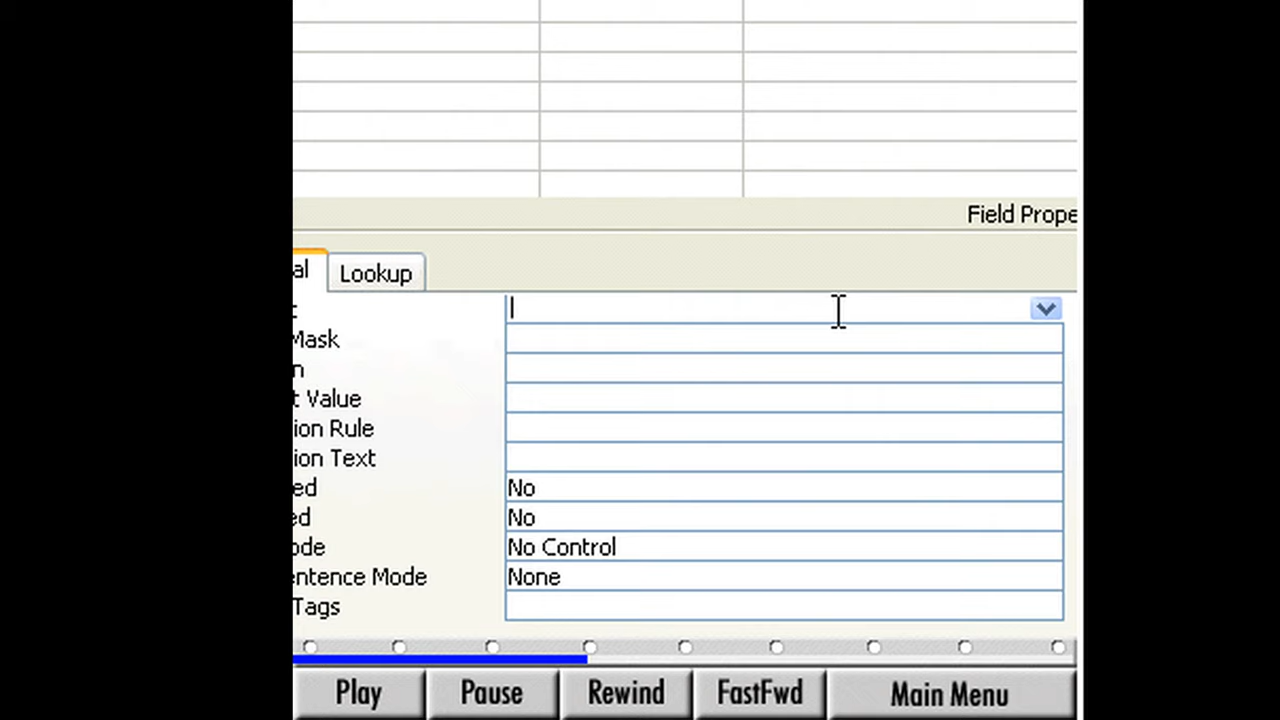 Field Prope
al Lookup
t
Mask
n
t Value
ion Rule
ion Text
ed No
ed No
ode No Control
entence Mode None
Tags
Play Pause Rewind FastFwd Main Menu